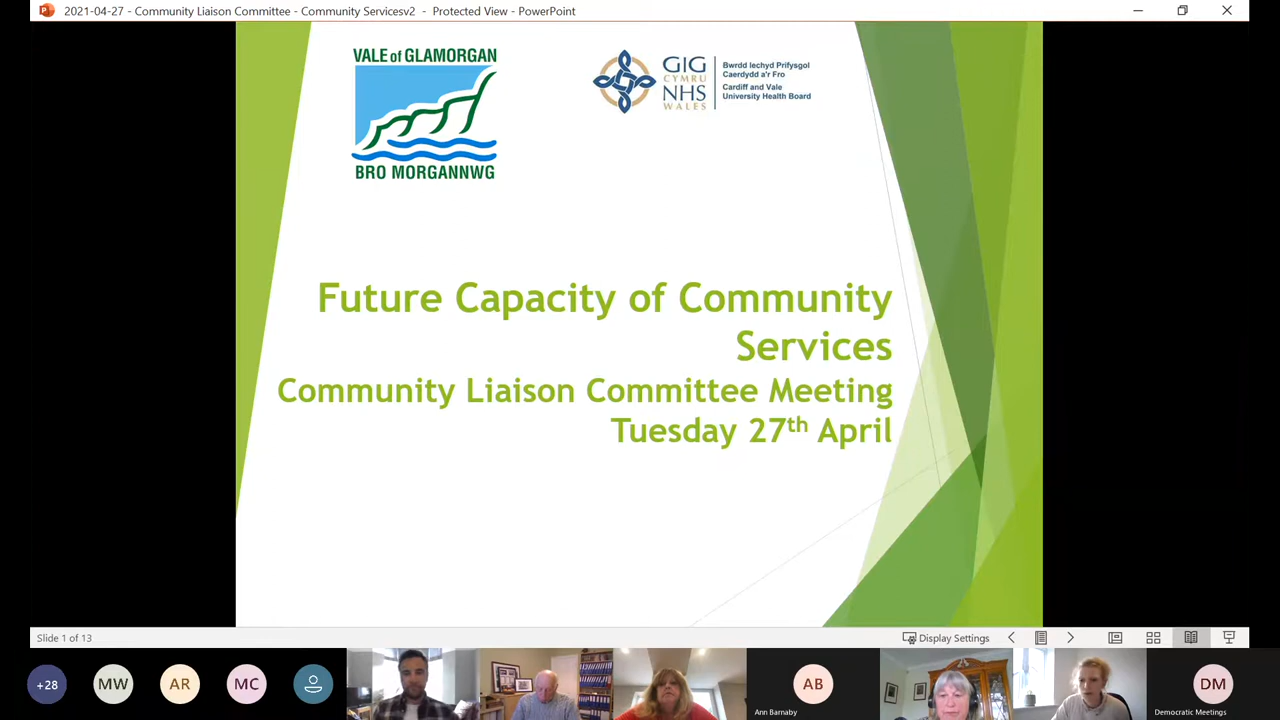 2021-04-27 - Community Liaison Committee - Community Servicesv2 - Protected View - PowerPoint
VALE of GLAMORGAN
BRO MORGANNWG
GIG
CYMRU
NHS
WALES
Bwrdd Iechyd Prifysgol
Caerdydd a'r Fro
Cardiff and Vale
University Health Board
Future Capacity of Community
Services
Community Liaison Committee Meeting
Tuesday 27th April
Slide 1 of 13
Display Settings
+28
MW
AR
MC
AB
Ann Barnaby
DM
Democratic Meetings